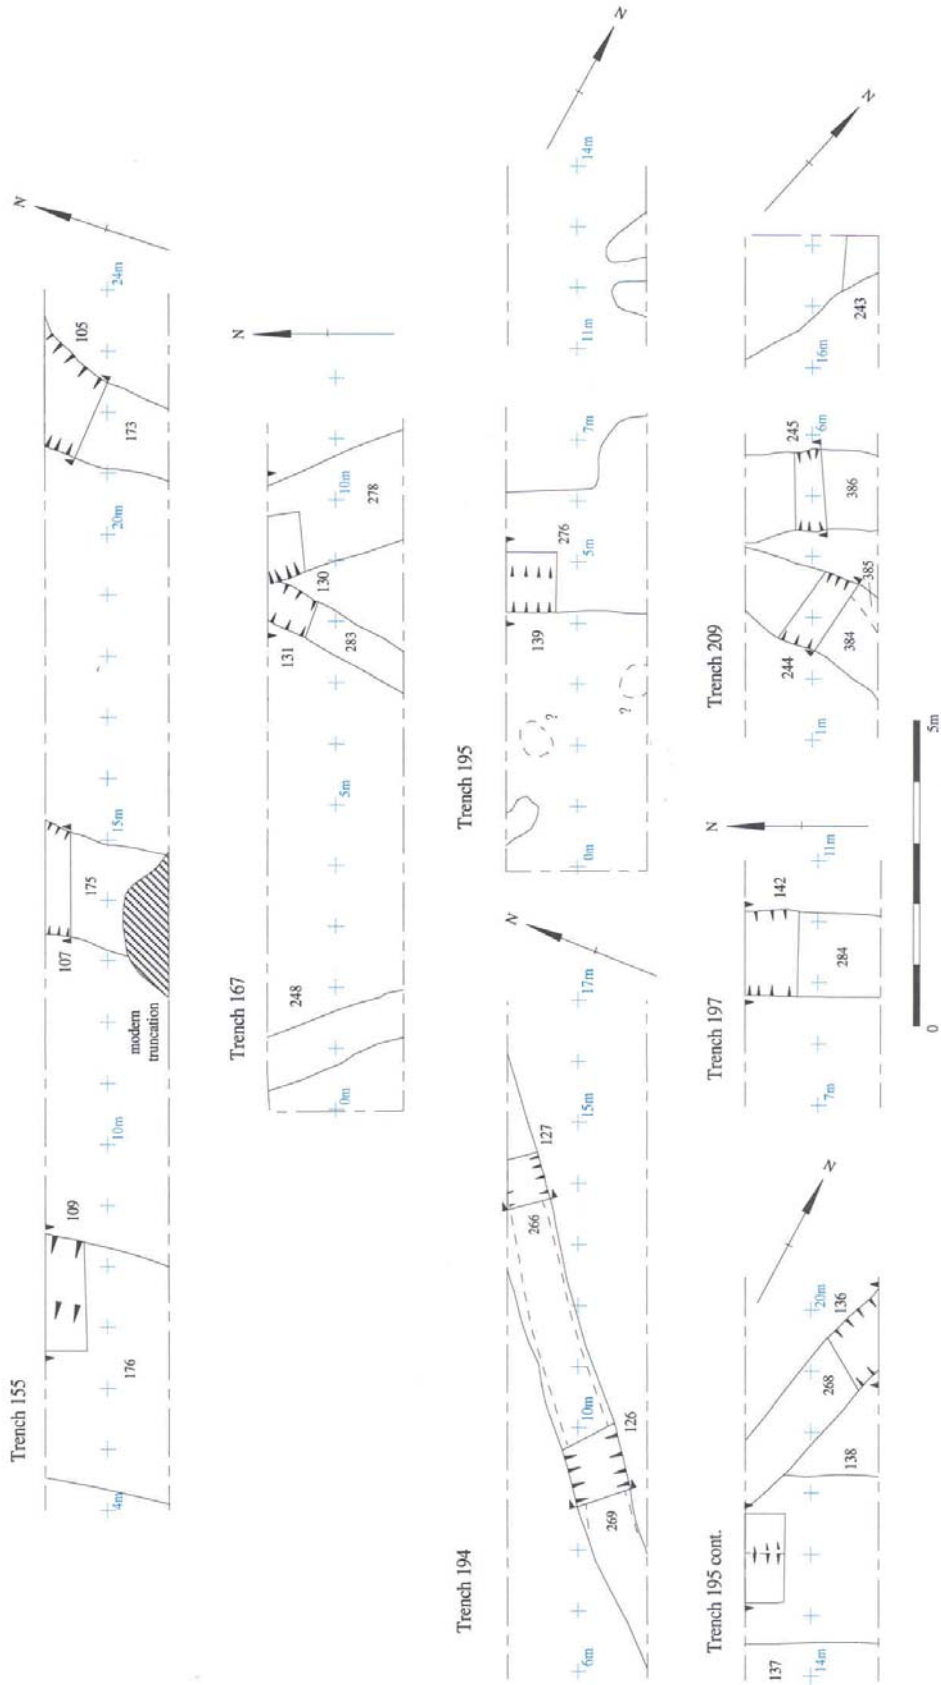 Trench 155
4m
176
109
10m
107
175
modern
truncation
15m
20m
173
105
24m
N
Trench 167
0m
248
5m
131
283
130
10m
278
N
Trench 194
6m
269
10m
126
266
127
15m
17m
N
Trench 195
0m
?
?
139
5m
276
7m
11m
14m
N
Trench 195 cont.
137
14m
138
268
136
20m
N
Trench 197
7m
284
142
11m
N
Trench 209
1m
244
384
385
245
386
6m
16m
243
N
0
5m